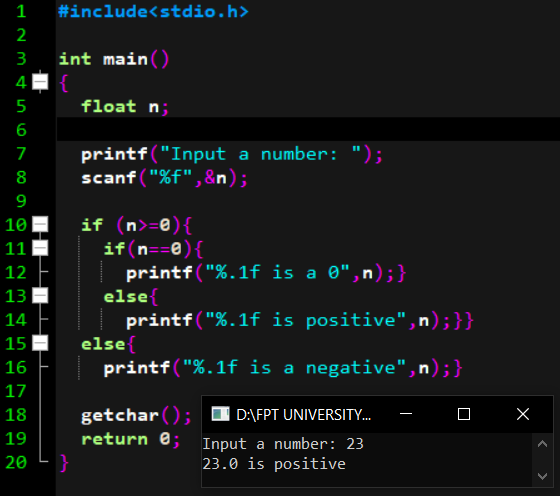 1 #include<stdio.h>
2
3 int main()
4 {
5 float n;
6
7 printf("Input a number: ");
8 scanf("%f",&n);
9
10 if (n>=0){
11 if(n==0){
12 printf("%.1f is a 0",n);}
13 else{
14 printf("%.1f is positive",n);}}
15 else{
16 printf("%.1f is a negative",n);}
17
18 getchar();
19 return 0;
20 }
D:\FPT UNIVERSITY...
Input a number: 23
23.0 is positive